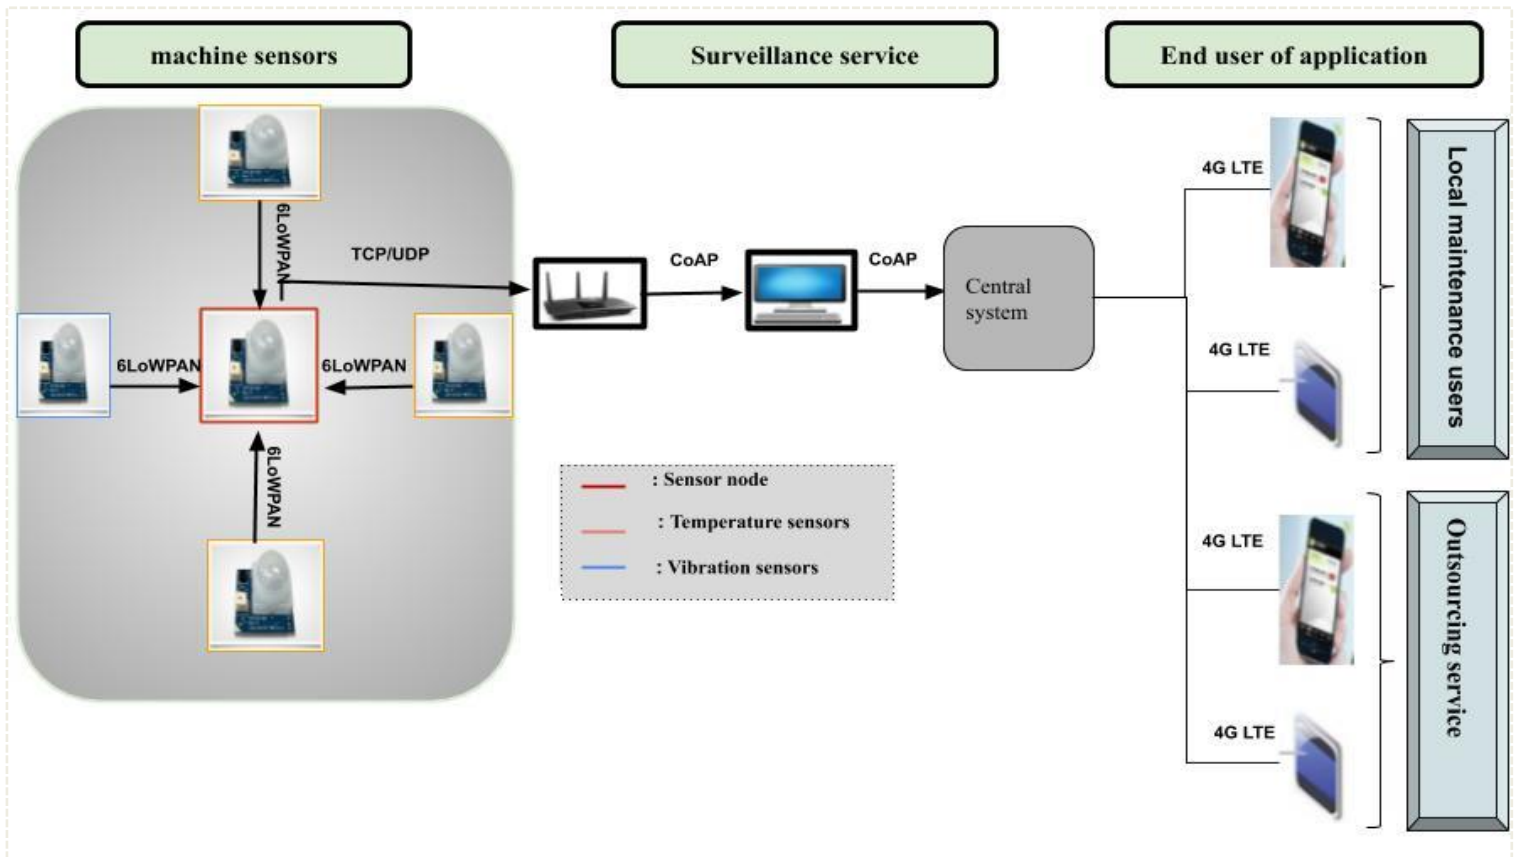 machine sensors
Surveillance service
End user of application
6LoWPAN
TCP/UDP
6LoWPAN
6LoWPAN
6LoWPAN
CoAP
CoAP
Central
system
4G LTE
4G LTE
4G LTE
4G LTE
Local maintenance users
Outsourcing service
: Sensor node
: Temperature sensors
: Vibration sensors